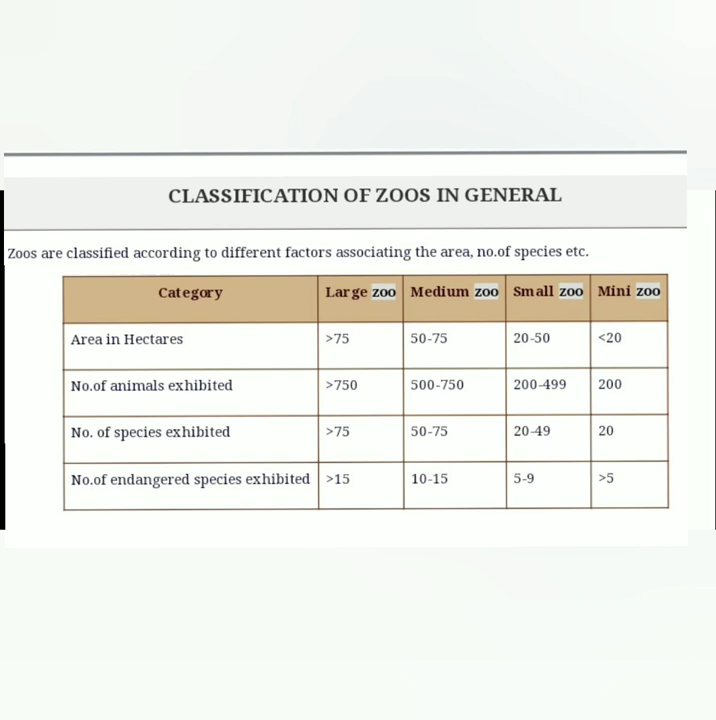 CLASSIFICATION OF ZOOS IN GENERAL
Zoos are classified according to different factors associating the area, no.of species etc.
Category Large zoo Medium zoo Small zoo Mini zoo
Area in Hectares >75 50-75 20-50 <20
No.of animals exhibited >750 500-750 200-499 200
No. of species exhibited >75 50-75 20-49 20
No.of endangered species exhibited >15 10-15 5-9 >5